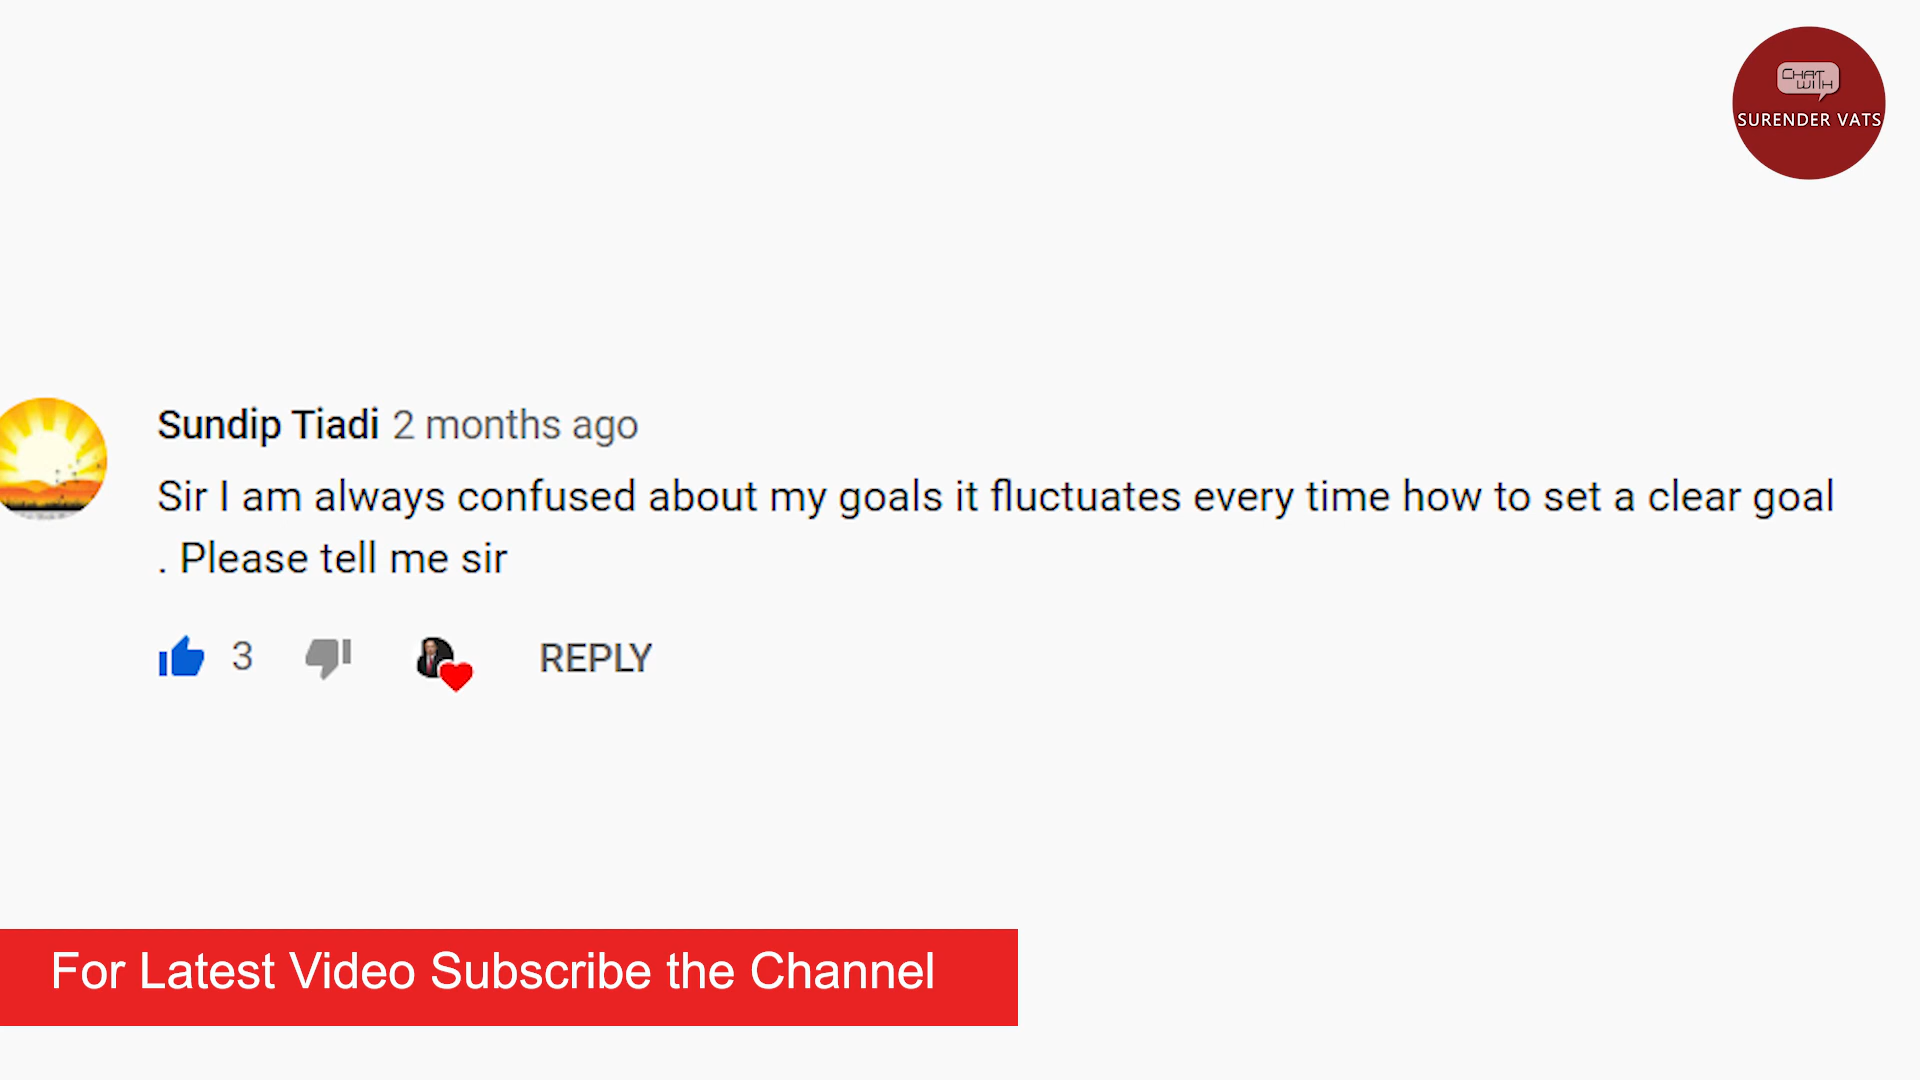 CHAT
WITH
SURENDER VATS
Sundip Tiadi 2 months ago
Sir I am always confused about my goals it fluctuates every time how to set a clear goal
. Please tell me sir
3 REPLY
For Latest Video Subscribe the Channel